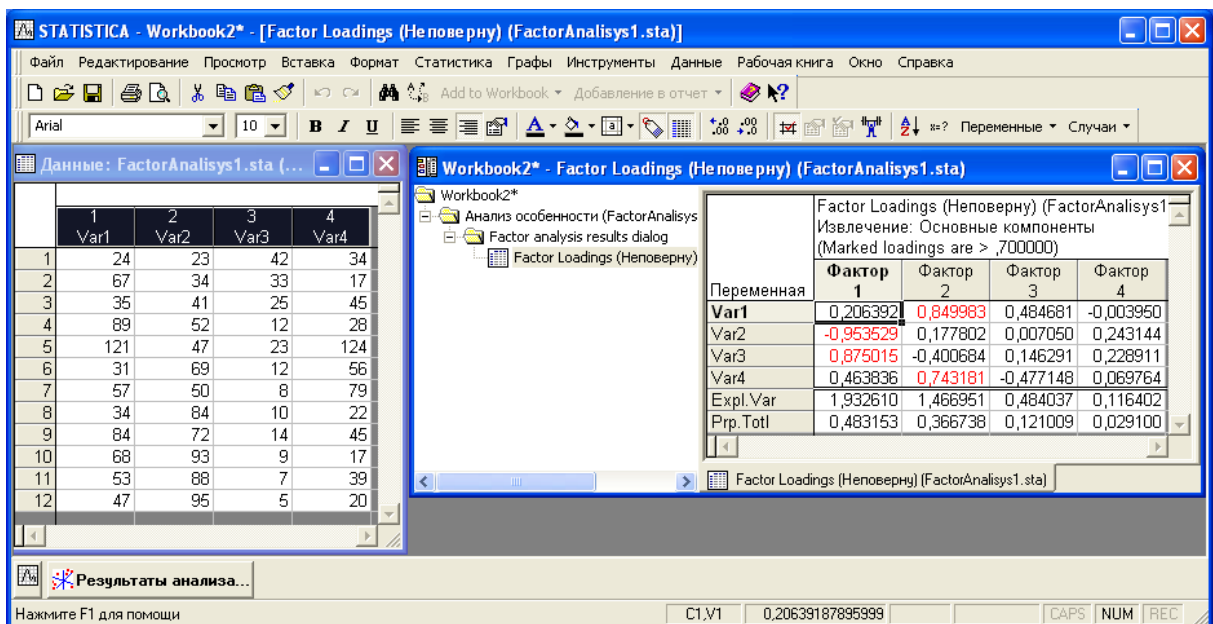 STATISTICA - Workbook2* - [Factor Loadings (Неповерну) (FactorAnalisys1.sta)]
Файл Редактирование Просмотр Вставка Формат Статистика Графы Инструменты Данные Рабочая книга Окно Справка
Add to Workbook Добавление в отчет
Arial 10 B I U Переменные Случаи
Данные: FactorAnalisys1.sta (...
1 2 3 4
Var1 Var2 Var3 Var4
1 24 23 42 34
2 67 34 33 17
3 35 41 25 45
4 89 52 12 28
5 121 47 23 124
6 31 69 12 56
7 57 50 8 79
8 34 84 10 22
9 84 72 14 45
10 68 93 9 17
11 53 88 7 39
12 47 95 5 20
Workbook2* - Factor Loadings (Неповерну) (FactorAnalisys1.sta)
Workbook2*
Анализ особенности (FactorAnalisys
Factor analysis results dialog
Factor Loadings (Неповерну)
Factor Loadings (Неповерну) (FactorAnalisys1
Извлечение: Основные компоненты
(Marked loadings are > ,700000)
Фактор Фактор Фактор Фактор
Переменная 1 2 3 4
Var1 0,206392 0,849983 0,484681 -0,003950
Var2 -0,953529 0,177802 0,007050 0,243144
Var3 0,875015 -0,400684 0,146291 0,228911
Var4 0,463836 0,743181 -0,477148 0,069764
Expl.Var 1,932610 1,466951 0,484037 0,116402
Prp.Totl 0,483153 0,366738 0,121009 0,029100
Factor Loadings (Неповерну) (FactorAnalisys1.sta)
Результаты анализа...
Нажмите F1 для помощи C1,V1 0,20639187895999 CAPS NUM REC